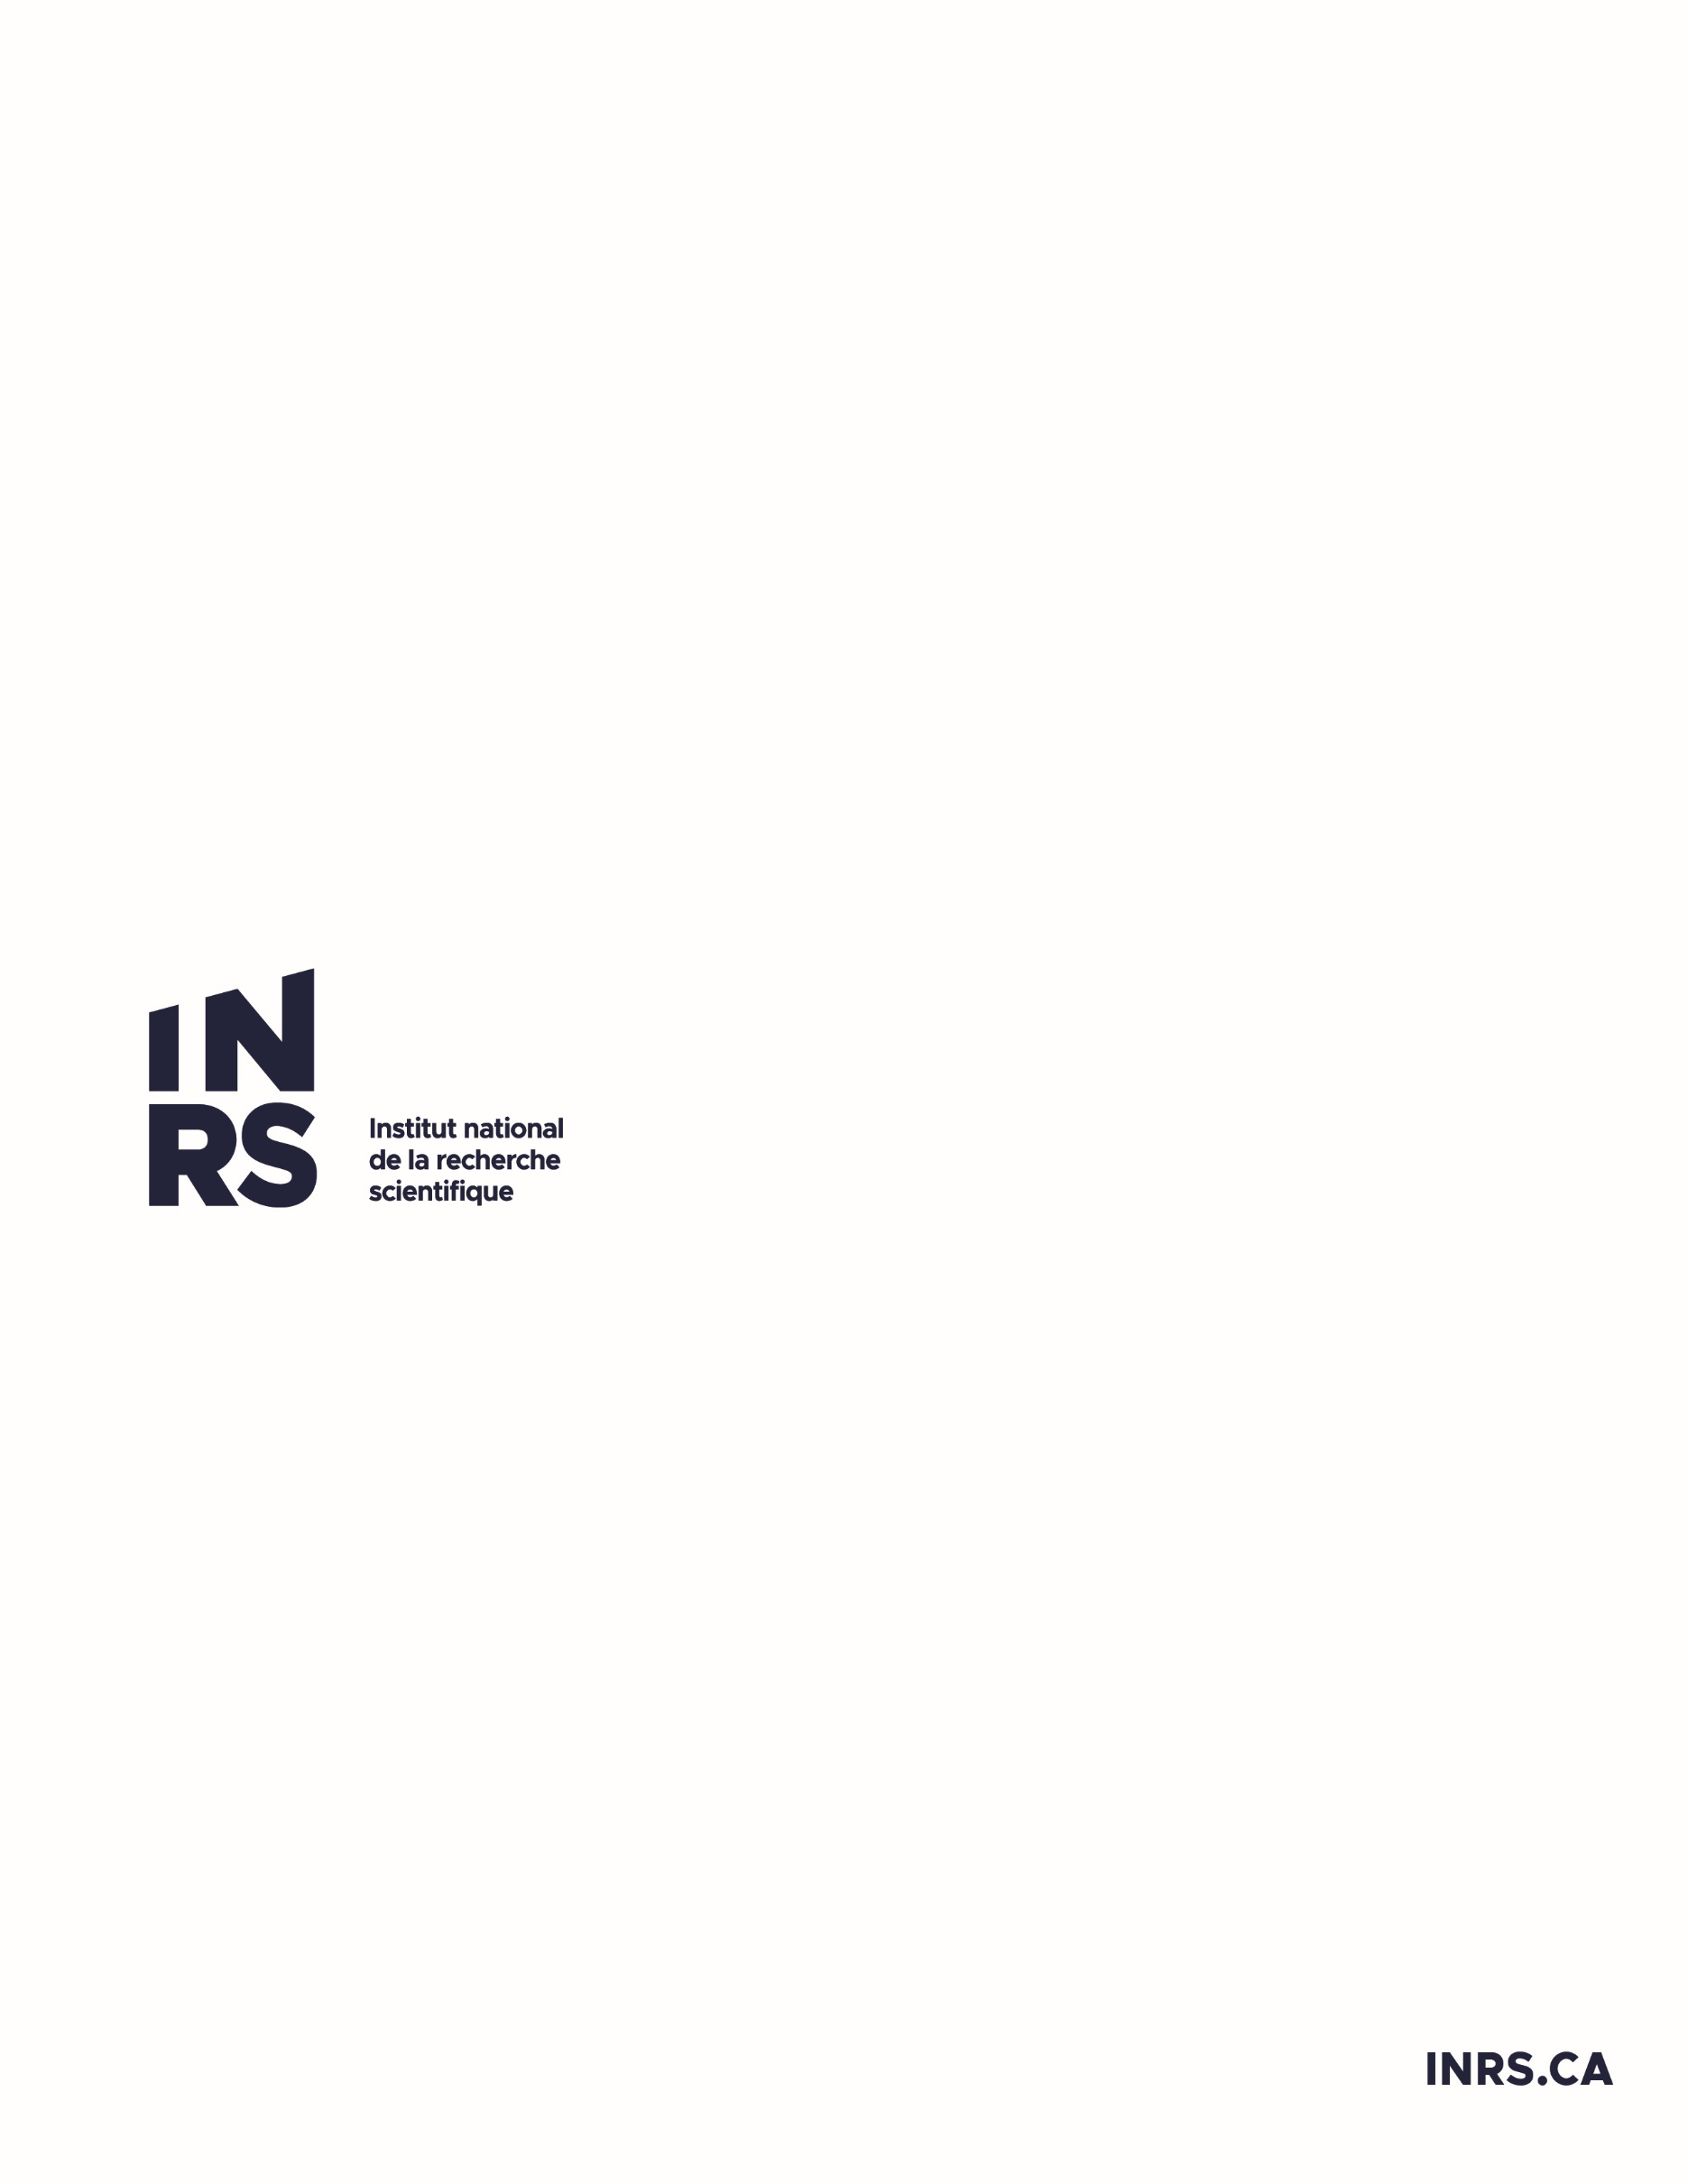 IN
RS
Institut national
de la recherche
scientifique
INRS.CA